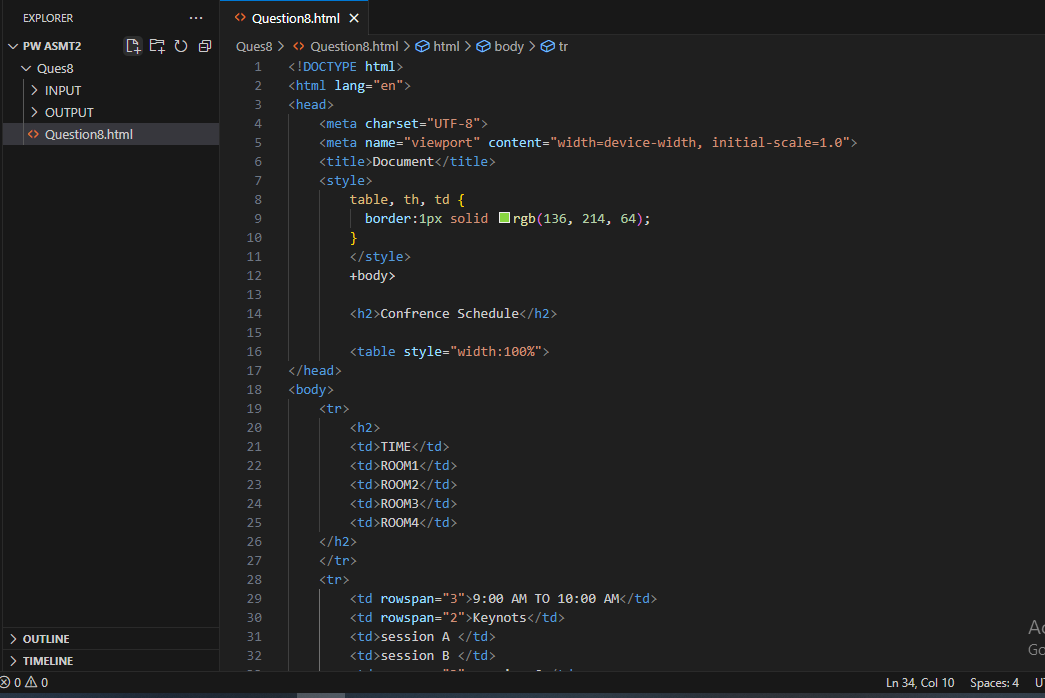 EXPLORER
PW ASMT2
Ques8
INPUT
OUTPUT
Question8.html
OUTLINE
TIMELINE
Question8.html
Ques8 > Question8.html > html > body > tr
1 <!DOCTYPE html>
2 <html lang="en">
3 <head>
4 <meta charset="UTF-8">
5 <meta name="viewport" content="width=device-width, initial-scale=1.0">
6 <title>Document</title>
7 <style>
8 table, th, td {
9 border:1px solid rgb(136, 214, 64);
10 }
11 </style>
12 +body>
13
14 <h2>Confrence Schedule</h2>
15
16 <table style="width:100%">
17 </head>
18 <body>
19 <tr>
20 <h2>
21 <td>TIME</td>
22 <td>ROOM1</td>
23 <td>ROOM2</td>
24 <td>ROOM3</td>
25 <td>ROOM4</td>
26 </h2>
27 </tr>
28 <tr>
29 <td rowspan="3">9:00 AM TO 10:00 AM</td>
30 <td rowspan="2">Keynots</td>
31 <td>session A </td>
32 <td>session B </td>
0 0
Ln 34, Col 10 Spaces: 4